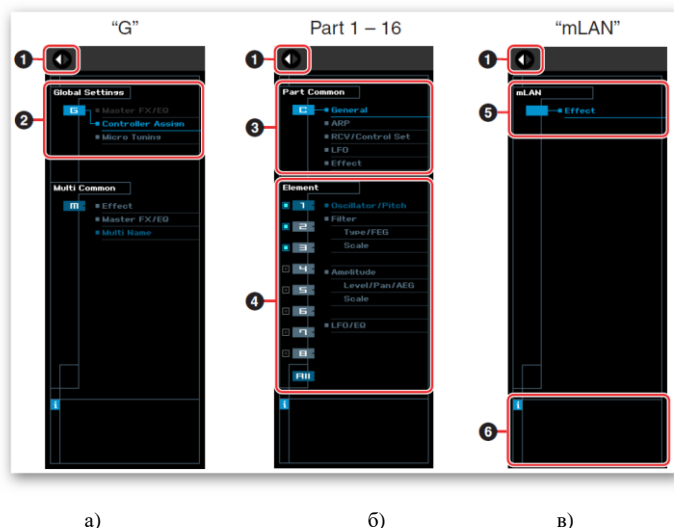 “G”
Part 1 – 16
“mLAN”
1
Global Settings
2
G
Master FX/EQ
Controller Assign
Micro Tuning
Multi Common
m
Effect
Master FX/EQ
Multi Name
i
1
Part Common
3
C
General
ARP
RCV/Control Set
LFO
Effect
Element
4
1
2
3
4
5
6
7
8
All
Oscillator/Pitch
Filter
Type/FEG
Scale
Amplitude
Level/Pan/AEG
Scale
LFO/EQ
i
1
mLAN
5
Effect
6
i
а)
б)
в)